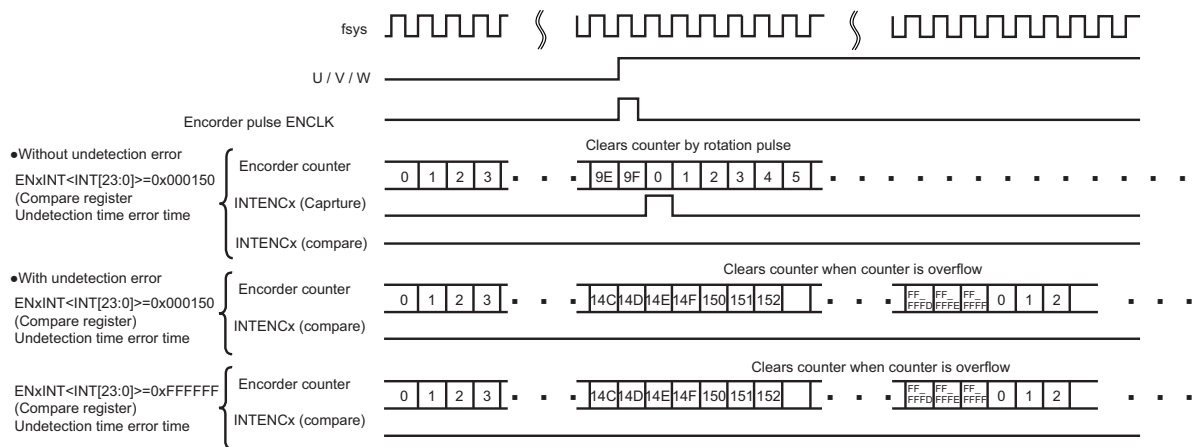 fsys
U / V / W
Encorder pulse ENCLK
Clears counter by rotation pulse
●Without undetection error
ENxINT<INT[23:0]>=0x000150
(Compare register
Undetection time error time
Encorder counter
0 1 2 3 9E 9F 0 1 2 3 4 5
INTENCx (Caprture)
INTENCx (compare)
Clears counter when counter is overflow
●With undetection error
ENxINT<INT[23:0]>=0x000150
(Compare register)
Undetection time error time
Encorder counter
0 1 2 3 14C 14D 14E 14F 150 151 152 FF_FFFD FF_FFFE FF_FFFF 0 1 2
INTENCx (compare)
Clears counter when counter is overflow
ENxINT<INT[23:0]>=0xFFFFFF
(Compare register)
Undetection time error time
Encorder counter
0 1 2 3 14C 14D 14E 14F 150 151 152 FF_FFFD FF_FFFE FF_FFFF 0 1 2
INTENCx (compare)